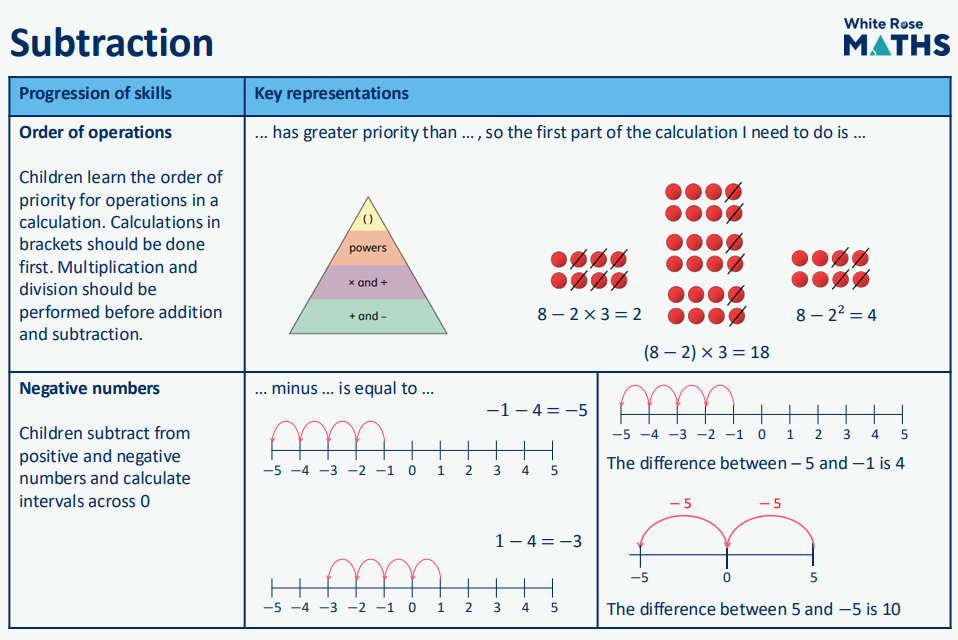 Subtraction
White Rose
MATHS
Progression of skills
Key representations
Order of operations
Children learn the order of
priority for operations in a
calculation. Calculations in
brackets should be done
first. Multiplication and
division should be
performed before addition
and subtraction.
... has greater priority than ... , so the first part of the calculation I need to do is ...
( )
powers
× and ÷
+ and –
8 − 2 × 3 = 2
(8 − 2) × 3 = 18
8 − 2² = 4
Negative numbers
Children subtract from
positive and negative
numbers and calculate
intervals across 0
... minus ... is equal to ...
−1 − 4 = −5
−5 −4 −3 −2 −1 0 1 2 3 4 5
1 − 4 = −3
−5 −4 −3 −2 −1 0 1 2 3 4 5
−5 −4 −3 −2 −1 0 1 2 3 4 5
The difference between − 5 and −1 is 4
− 5 − 5
−5 0 5
The difference between 5 and −5 is 10